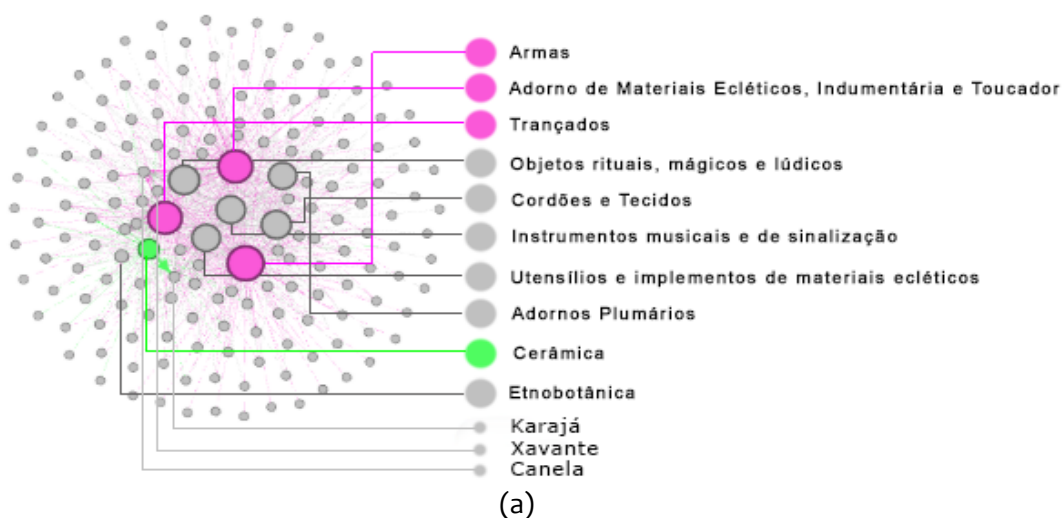 Armas
Adorno de Materiais Ecléticos, Indumentária e Toucador
Trançados
Objetos rituais, mágicos e lúdicos
Cordões e Tecidos
Instrumentos musicais e de sinalização
Utensílios e implementos de materiais ecléticos
Adornos Plumários
Cerâmica
Etnobotânica
Karajá
Xavante
Canela
(a)